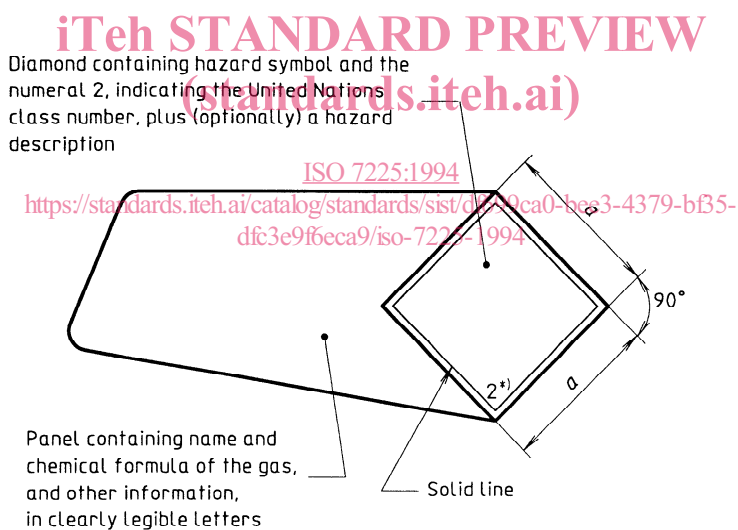 iTeh STANDARD PREVIEW
(standards.iteh.ai)
Diamond containing hazard symbol and the
numeral 2, indicating the United Nations
class number, plus (optionally) a hazard
description
ISO 7225:1994
https://standards.iteh.ai/catalog/standards/sist/df699ca0-bee3-4379-bf35-
dfc3e9f6eca9/iso-7225-1994
a
90°
a
2*)
Panel containing name and
chemical formula of the gas,
and other information,
in clearly legible letters
Solid line